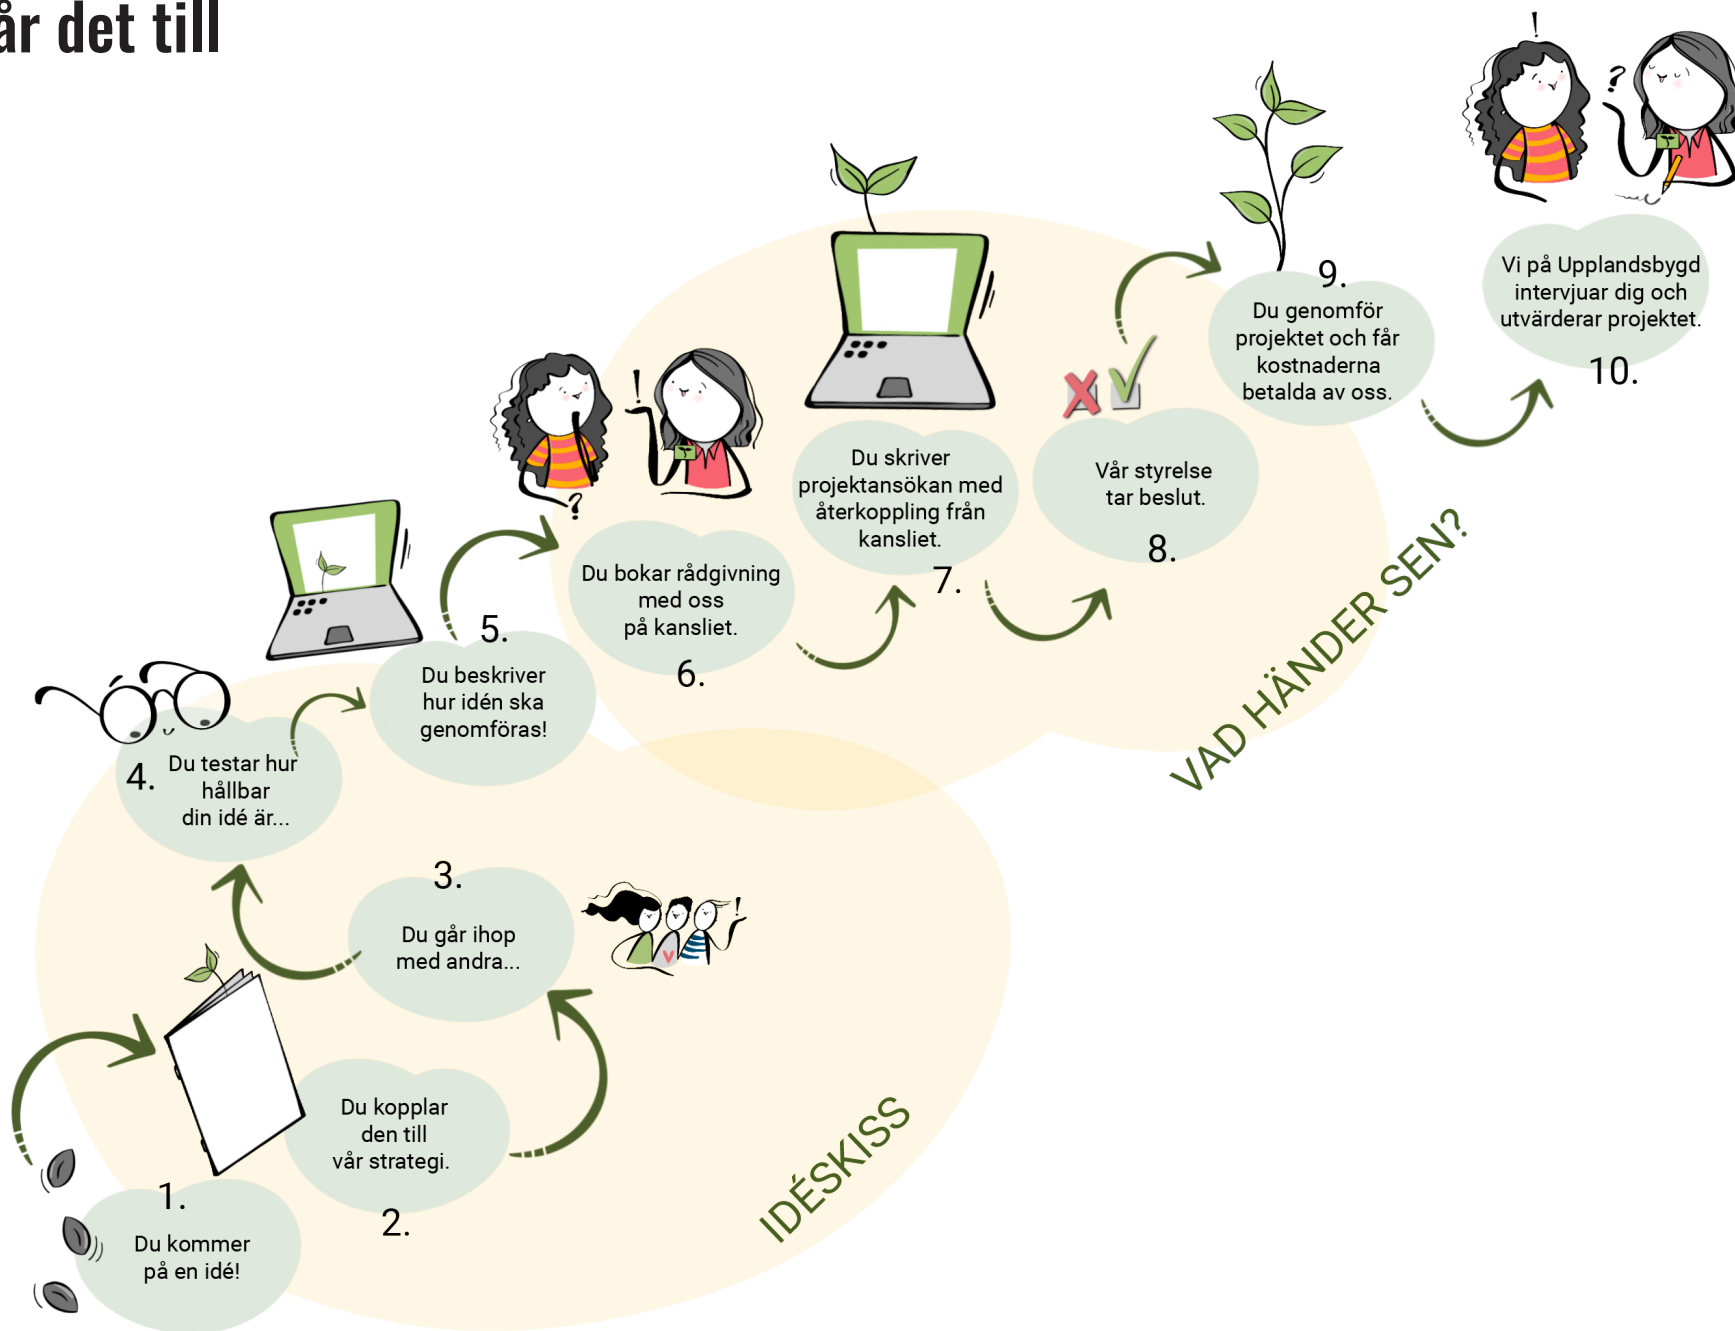 år det till
1.
Du kommer
på en idé!
Du kopplar
den till
vår strategi.
2.
3.
Du går ihop
med andra...
4.
Du testar hur
hållbar
din idé är...
5.
Du beskriver
hur idén ska
genomföras!
IDÉSKISS
!
?
!
Du bokar rådgivning
med oss
på kansliet.
6.
Du skriver
projektansökan med
återkoppling från
kansliet.
7.
Vår styrelse
tar beslut.
8.
9.
Du genomför
projektet och får
kostnaderna
betalda av oss.
!
?
Vi på Upplandsbygd
intervjuar dig och
utvärderar projektet.
10.
VAD HÄNDER SEN?